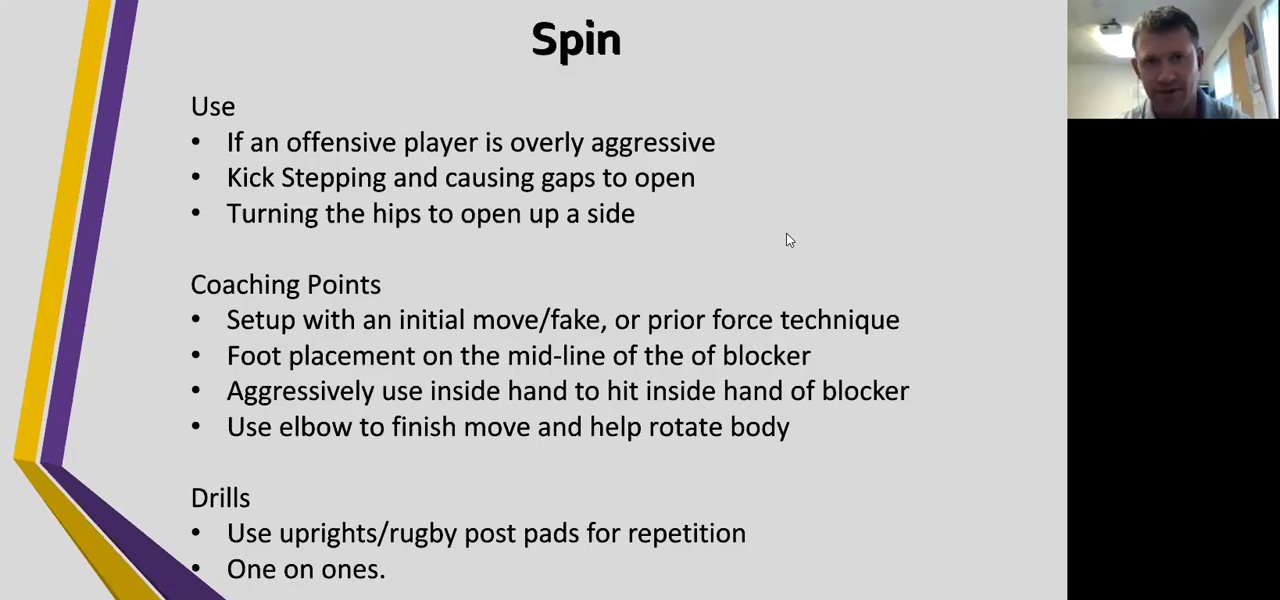 Spin
Use
• If an offensive player is overly aggressive
• Kick Stepping and causing gaps to open
• Turning the hips to open up a side
Coaching Points
• Setup with an initial move/fake, or prior force technique
• Foot placement on the mid-line of the of blocker
• Aggressively use inside hand to hit inside hand of blocker
• Use elbow to finish move and help rotate body
Drills
• Use uprights/rugby post pads for repetition
• One on ones.